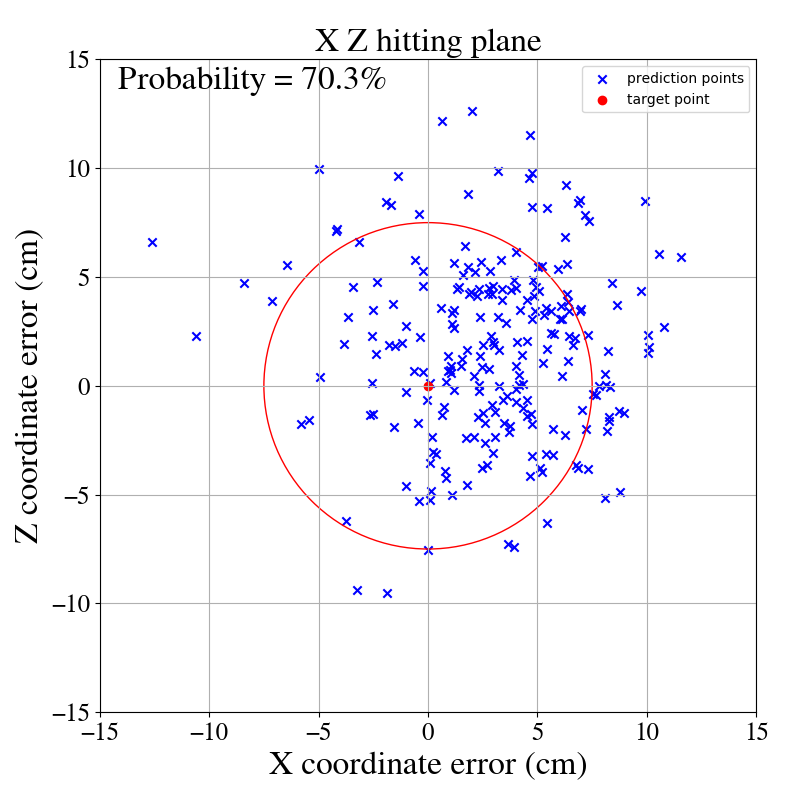 X Z hitting plane
Probability = 70.3%
prediction points
target point
Z coordinate error (cm)
15
10
5
0
−5
−10
−15
−15 −10 −5 0 5 10 15
X coordinate error (cm)